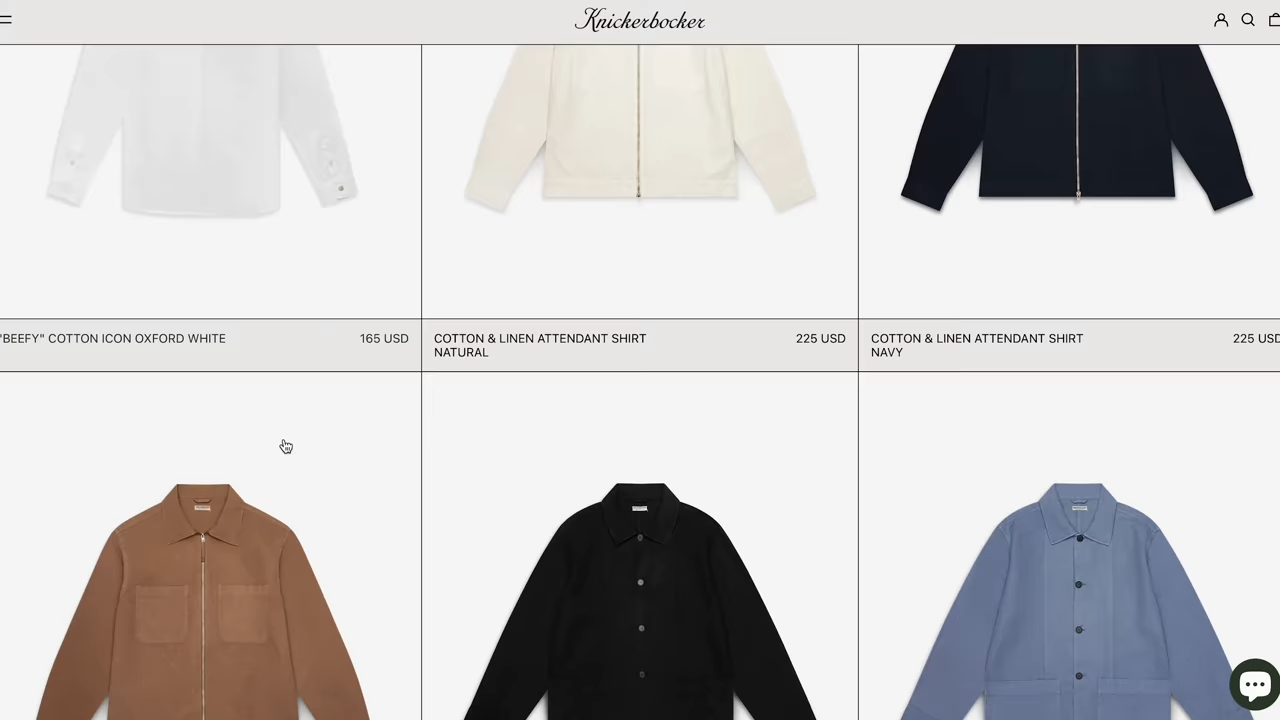 Knickerbocker
"BEEFY" COTTON ICON OXFORD WHITE
165 USD
COTTON & LINEN ATTENDANT SHIRT
NATURAL
225 USD
COTTON & LINEN ATTENDANT SHIRT
NAVY
225 USD